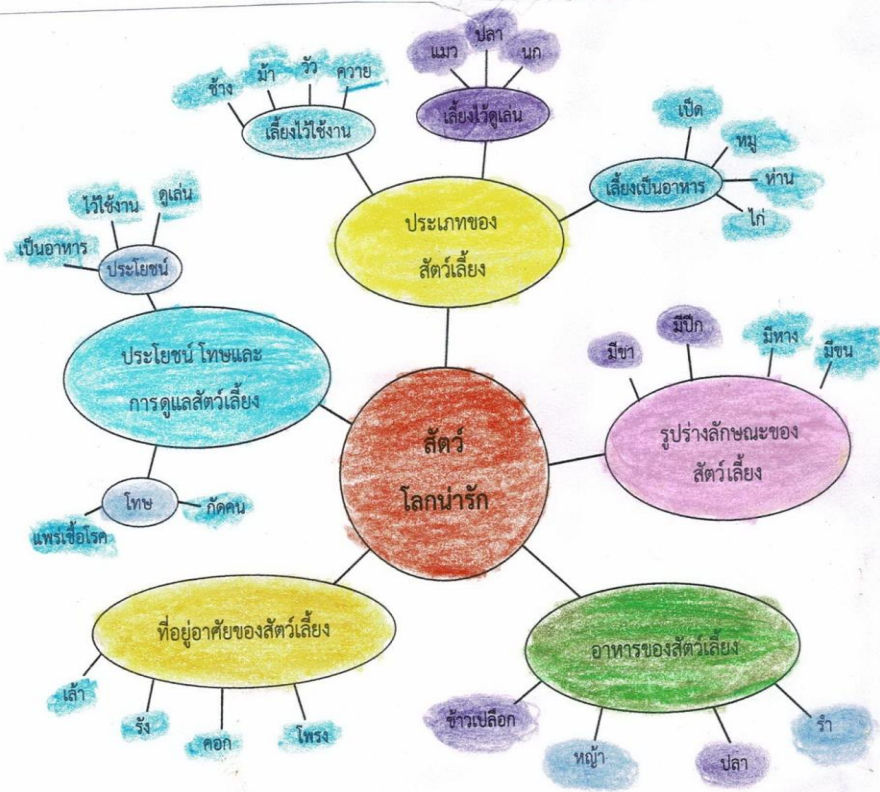 สัตว์
โลกน่ารัก
ประเภทของ
สัตว์เลี้ยง
เลี้ยงไว้ใช้งาน
ช้าง
ม้า
วัว
ควาย
เลี้ยงไว้ดูเล่น
แมว
ปลา
นก
เลี้ยงเป็นอาหาร
เป็ด
หมู
ห่าน
ไก่
รูปร่างลักษณะของ
สัตว์เลี้ยง
มีขา
มีปีก
มีหาง
มีขน
อาหารของสัตว์เลี้ยง
ข้าวเปลือก
หญ้า
ปลา
รำ
ที่อยู่อาศัยของสัตว์เลี้ยง
เล้า
รัง
คอก
โพรง
ประโยชน์ โทษและ
การดูแลสัตว์เลี้ยง
ประโยชน์
เป็นอาหาร
ไว้ใช้งาน
ดูเล่น
โทษ
แพร่เชื้อโรค
กัดคน